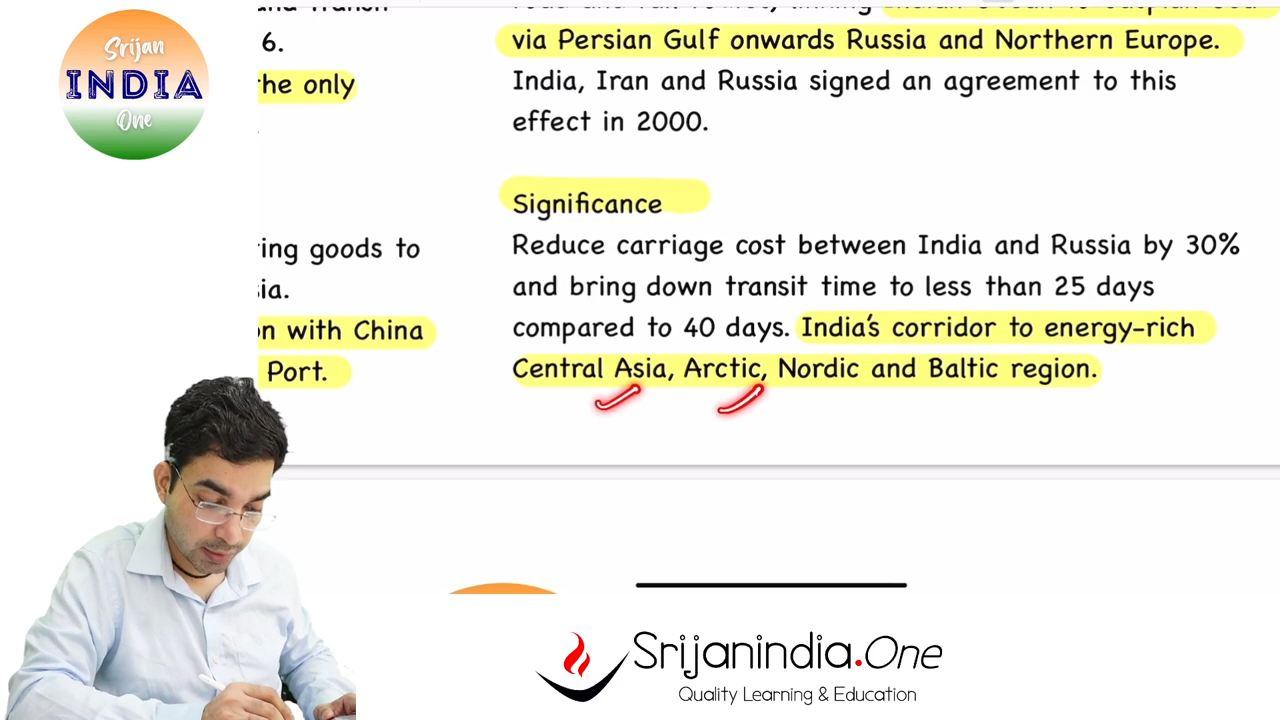 Srijan
INDIA
One
6.
the only
ing goods to
sia.
on with China
Port.
via Persian Gulf onwards Russia and Northern Europe.
India, Iran and Russia signed an agreement to this
effect in 2000.
Significance
Reduce carriage cost between India and Russia by 30%
and bring down transit time to less than 25 days
compared to 40 days. India's corridor to energy-rich
Central Asia, Arctic, Nordic and Baltic region.
Srijanindia.One
Quality Learning & Education